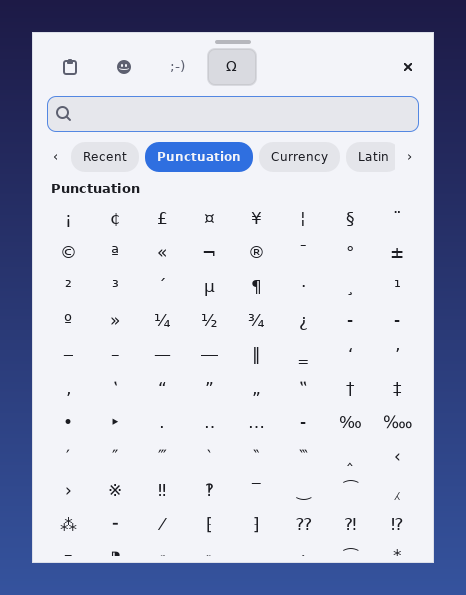 ;-)
Ω
Recent Punctuation Currency Latin
Punctuation
¡ ¢ £ ¤ ¥ ¦ § ¨
© ª « ¬ ® ¯ ° ±
² ³ ´ µ ¶ · ¸ ¹
º » ¼ ½ ¾ ¿ ‐ ‑
‒ – — ― ‖ ‗ ‘ ’
‚ ‛ “ ” „ ‟ † ‡
• ‣ ․ ‥ … ‧ ‰ ‱
′ ″ ‴ ‵ ‶ ‷ ‸ ‹
› ※ ‼ ‽ ‾ ‿ ⁀ ⁁
⁂ ⁃ ⁄ ⁅ ⁆ ⁇ ⁈ ⁉